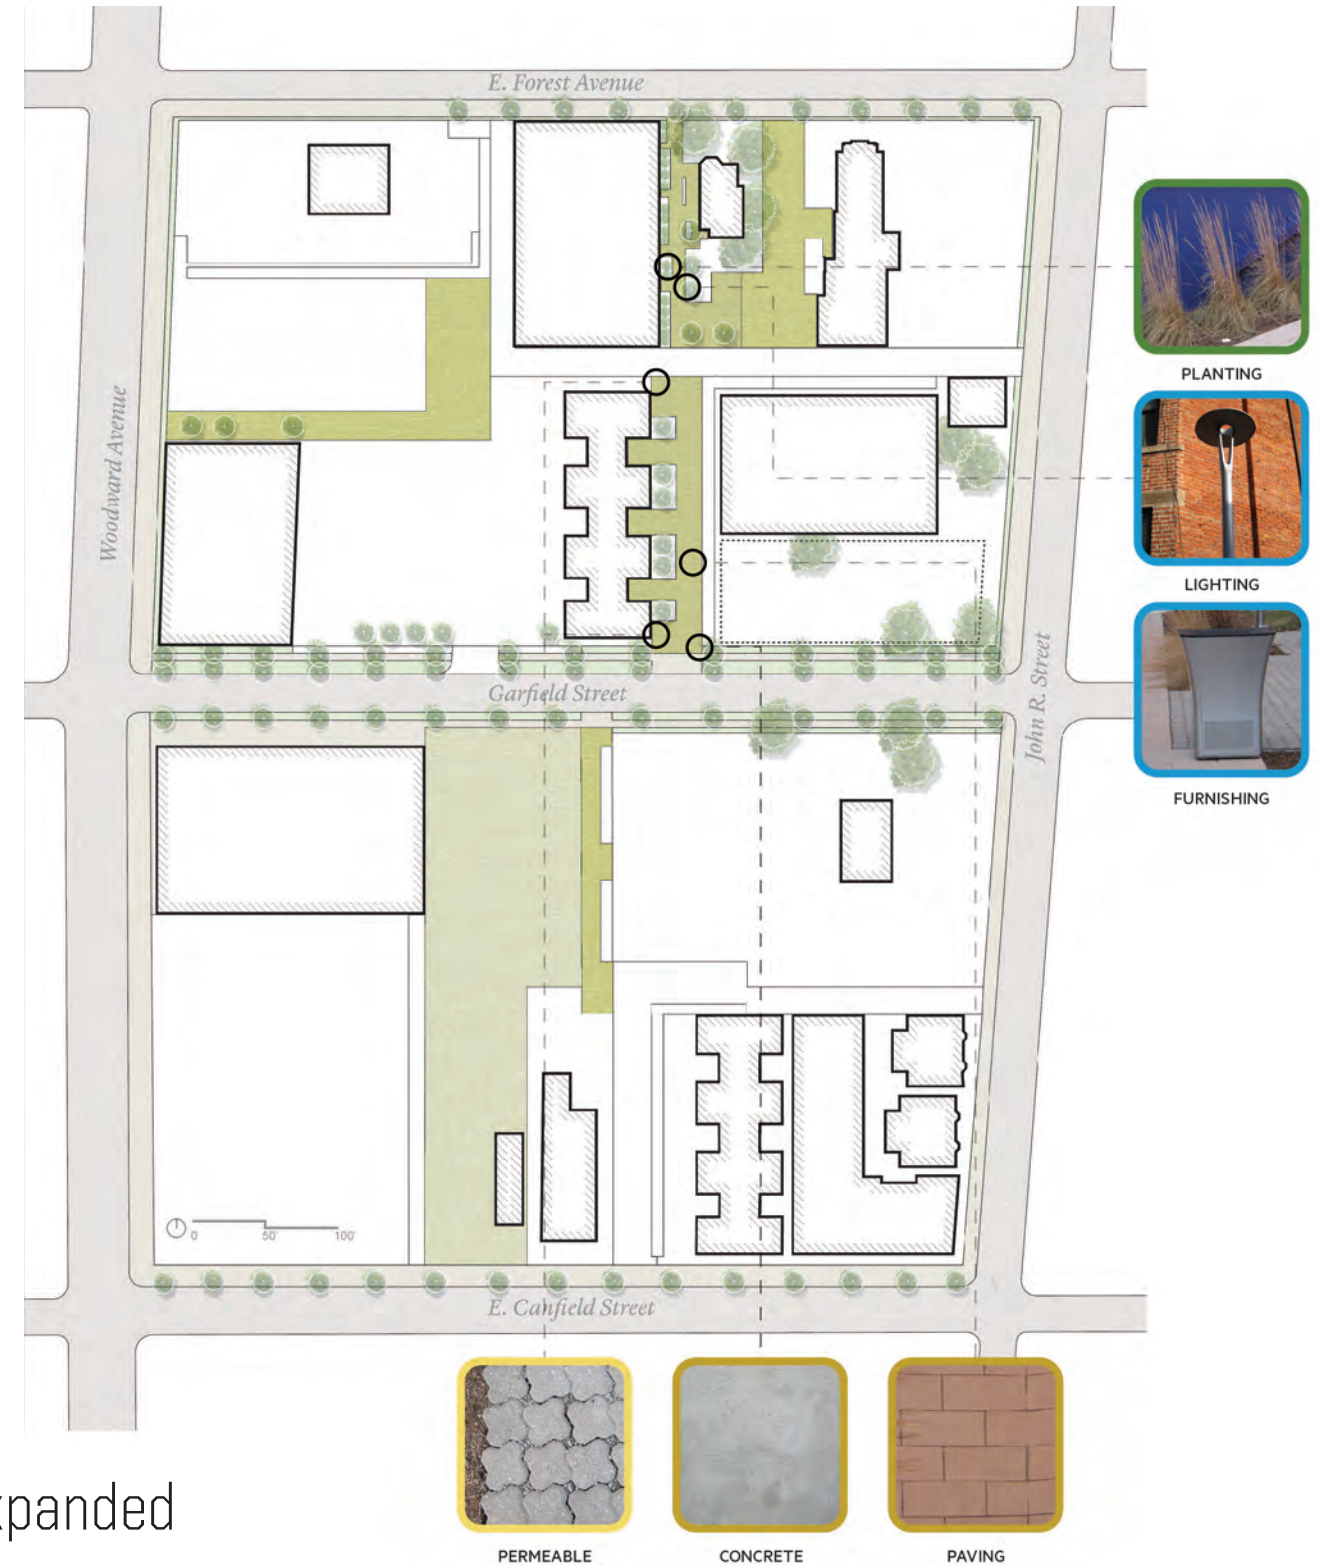 E. Forest Avenue
PLANTING
Woodward Avenue
LIGHTING
John R. Street
Garfield Street
FURNISHING
0 50' 100'
E. Canfield Street
xpanded
PERMEABLE
CONCRETE
PAVING